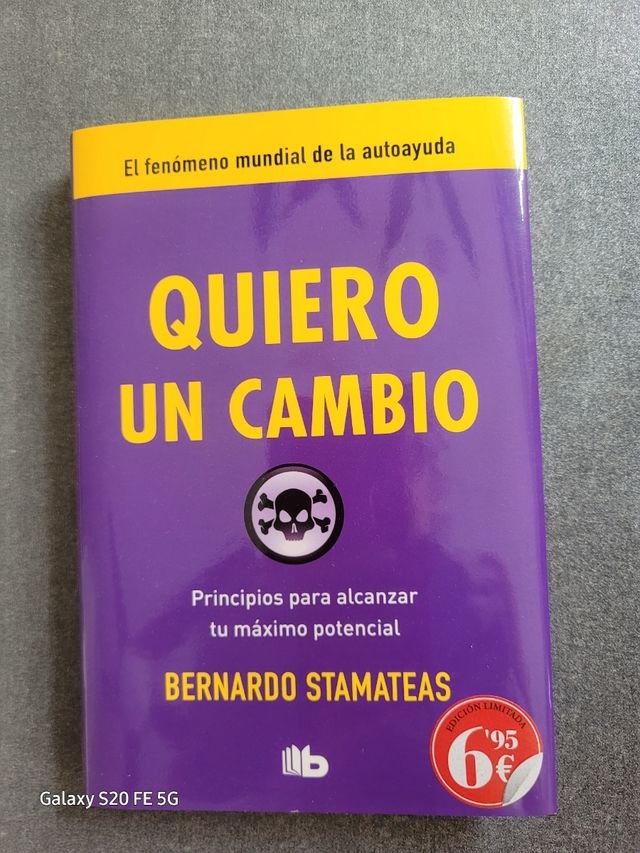 El fenómeno mundial de la autoayuda
QUIERO
UN CAMBIO
Principios para alcanzar
tu máximo potencial
BERNARDO STAMATEAS
EDICIÓN LIMITADA
6'95
€
b
Galaxy S20 FE 5G